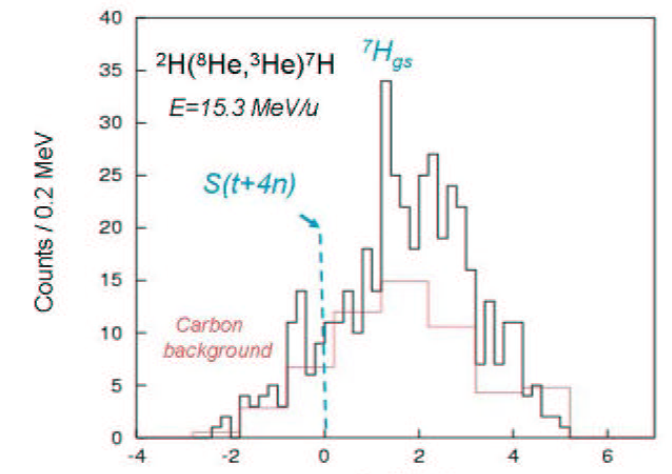 40
35
30
25
20
15
10
5
0
Counts / 0.2 MeV
²H(⁸He,³He)⁷H
E=15.3 MeV/u
⁷Hgs
S(t+4n)
Carbon
background
-4 -2 0 2 4 6